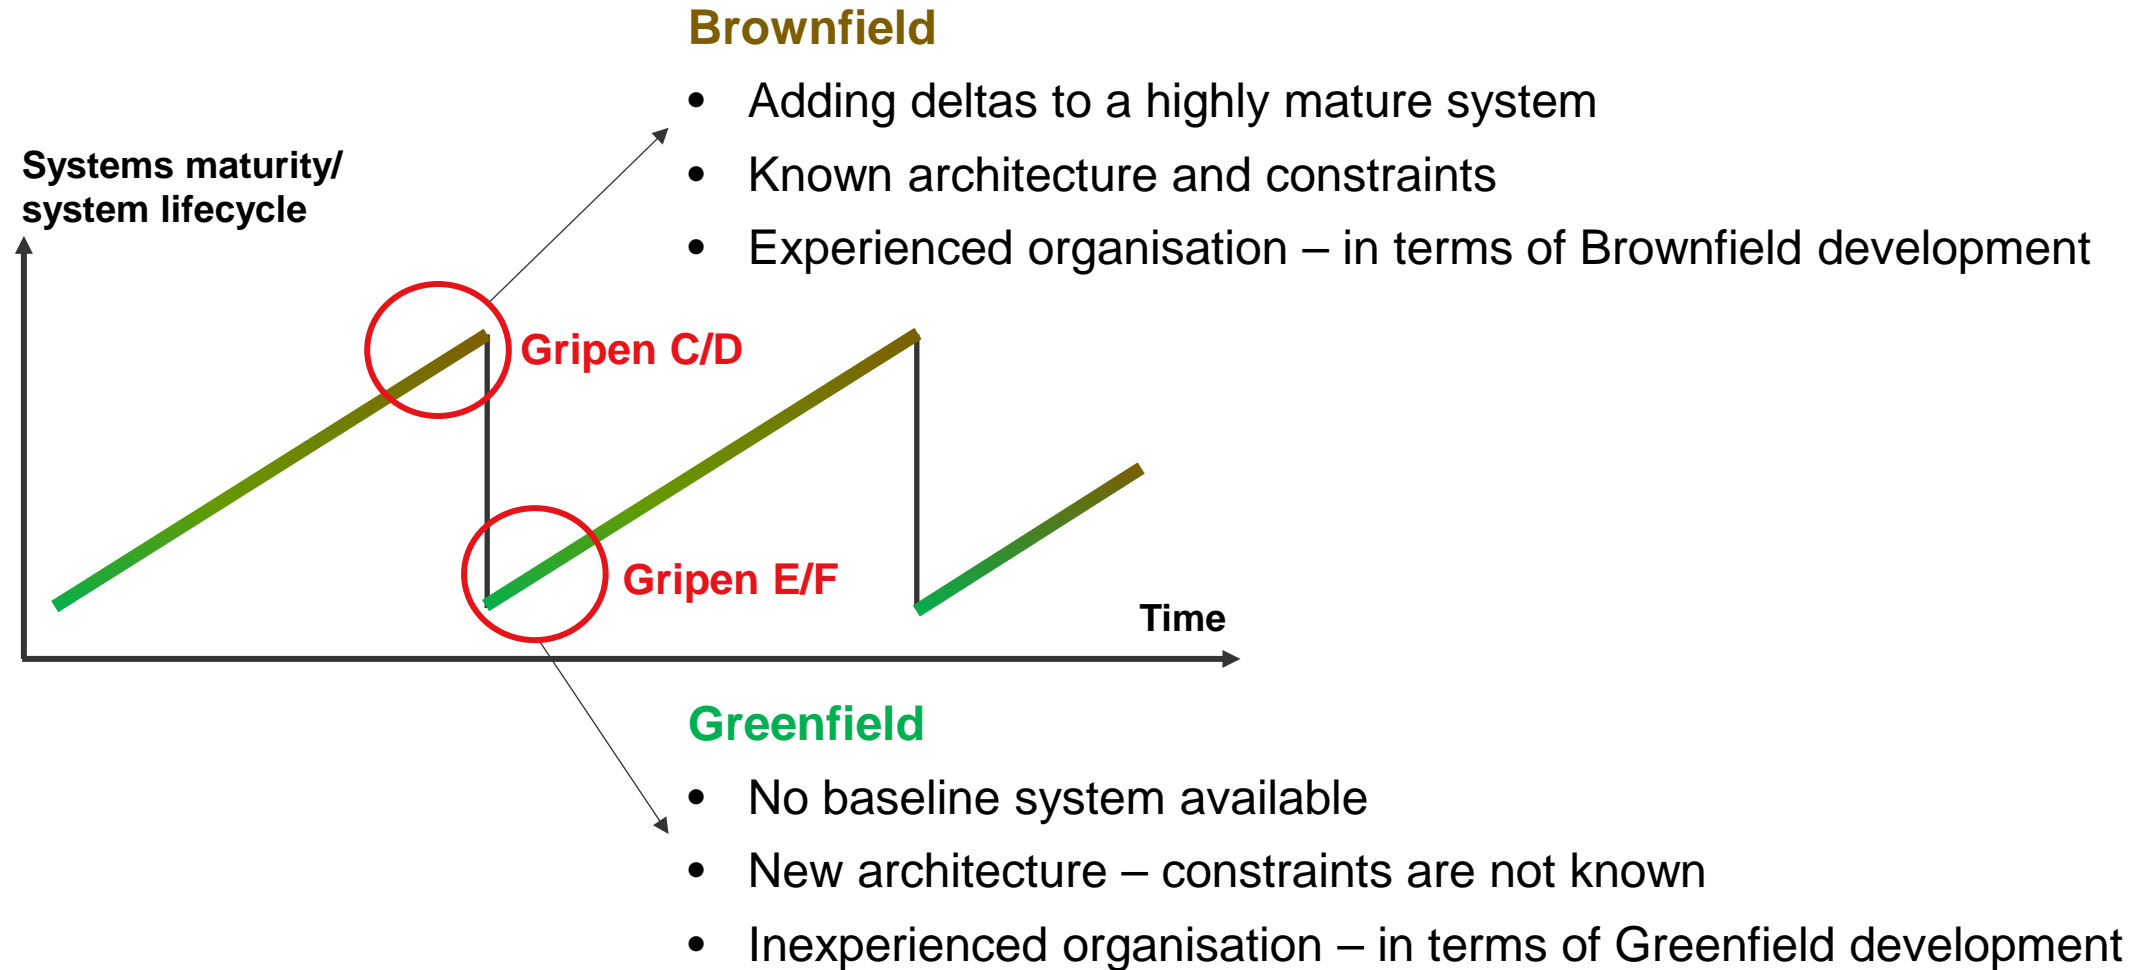 Brownfield
• Adding deltas to a highly mature system
• Known architecture and constraints
• Experienced organisation – in terms of Brownfield development
Systems maturity/
system lifecycle
Gripen C/D
Gripen E/F
Time
Greenfield
• No baseline system available
• New architecture – constraints are not known
• Inexperienced organisation – in terms of Greenfield development